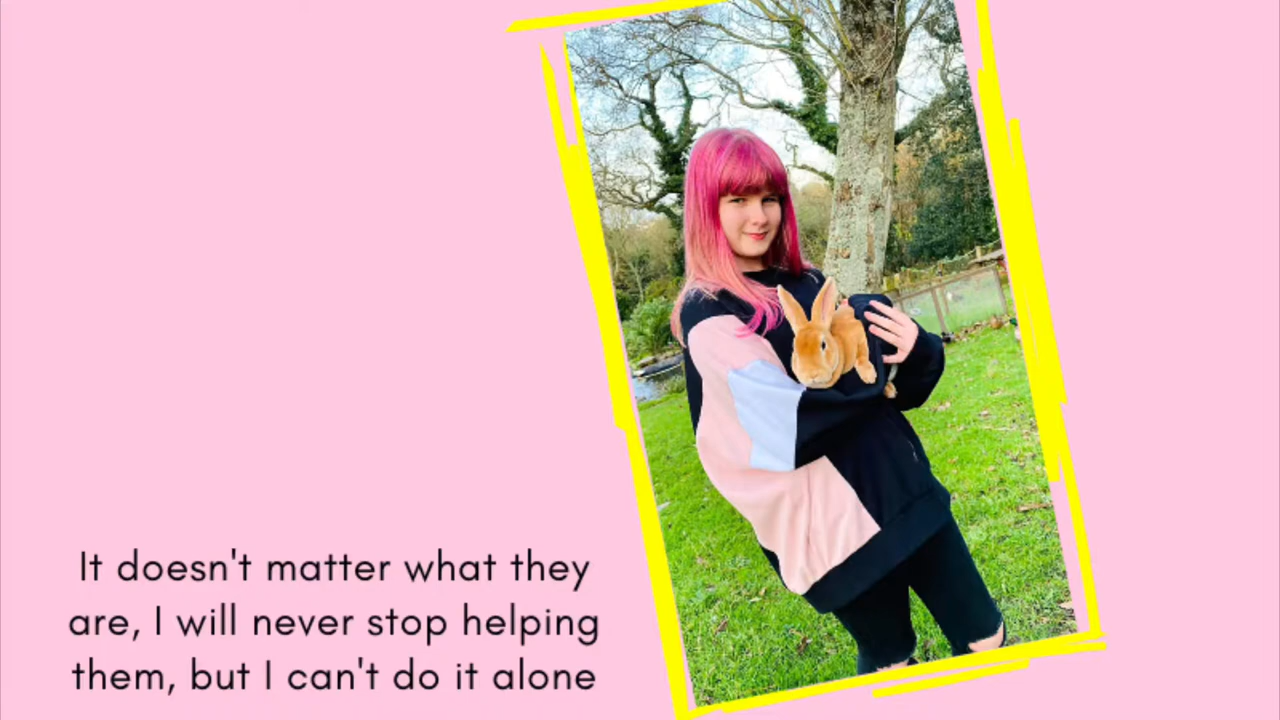 It doesn't matter what they
are, I will never stop helping
them, but I can't do it alone